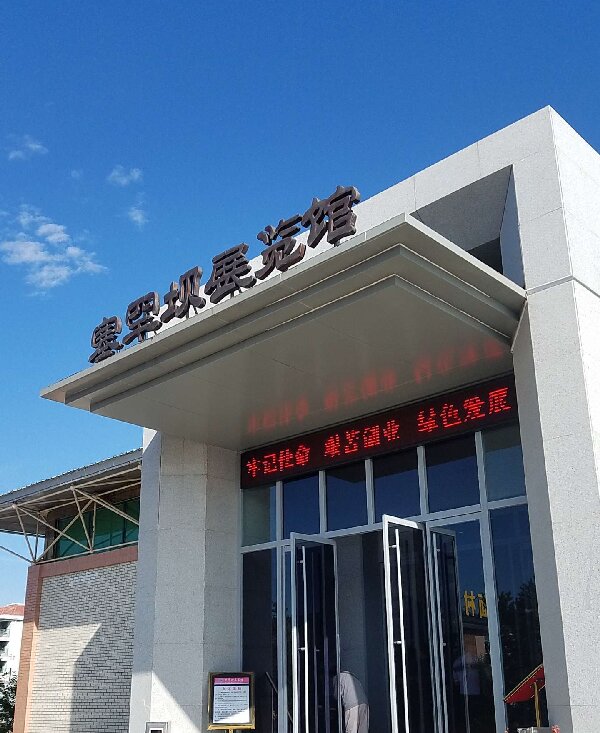 塞罕坝展览馆
牢记使命 艰苦创业 绿色发展